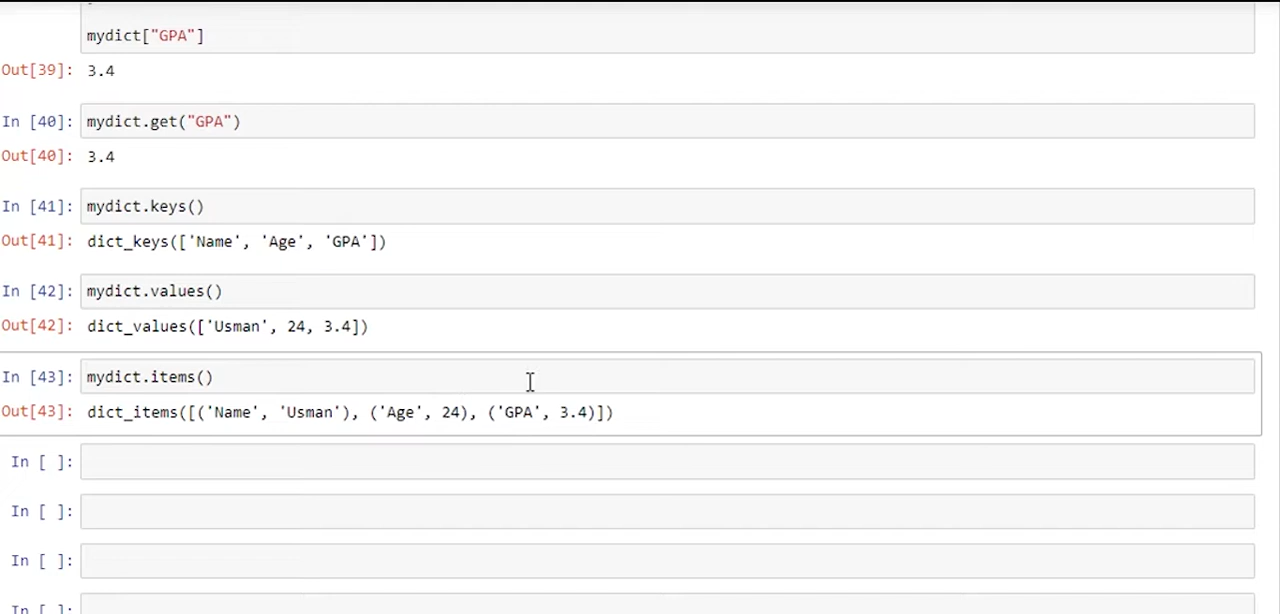 mydict["GPA"]
Out[39]: 3.4
In [40]: mydict.get("GPA")
Out[40]: 3.4
In [41]: mydict.keys()
Out[41]: dict_keys(['Name', 'Age', 'GPA'])
In [42]: mydict.values()
Out[42]: dict_values(['Usman', 24, 3.4])
In [43]: mydict.items()
Out[43]: dict_items([('Name', 'Usman'), ('Age', 24), ('GPA', 3.4)])
In [ ]:
In [ ]:
In [ ]:
In [ ]: